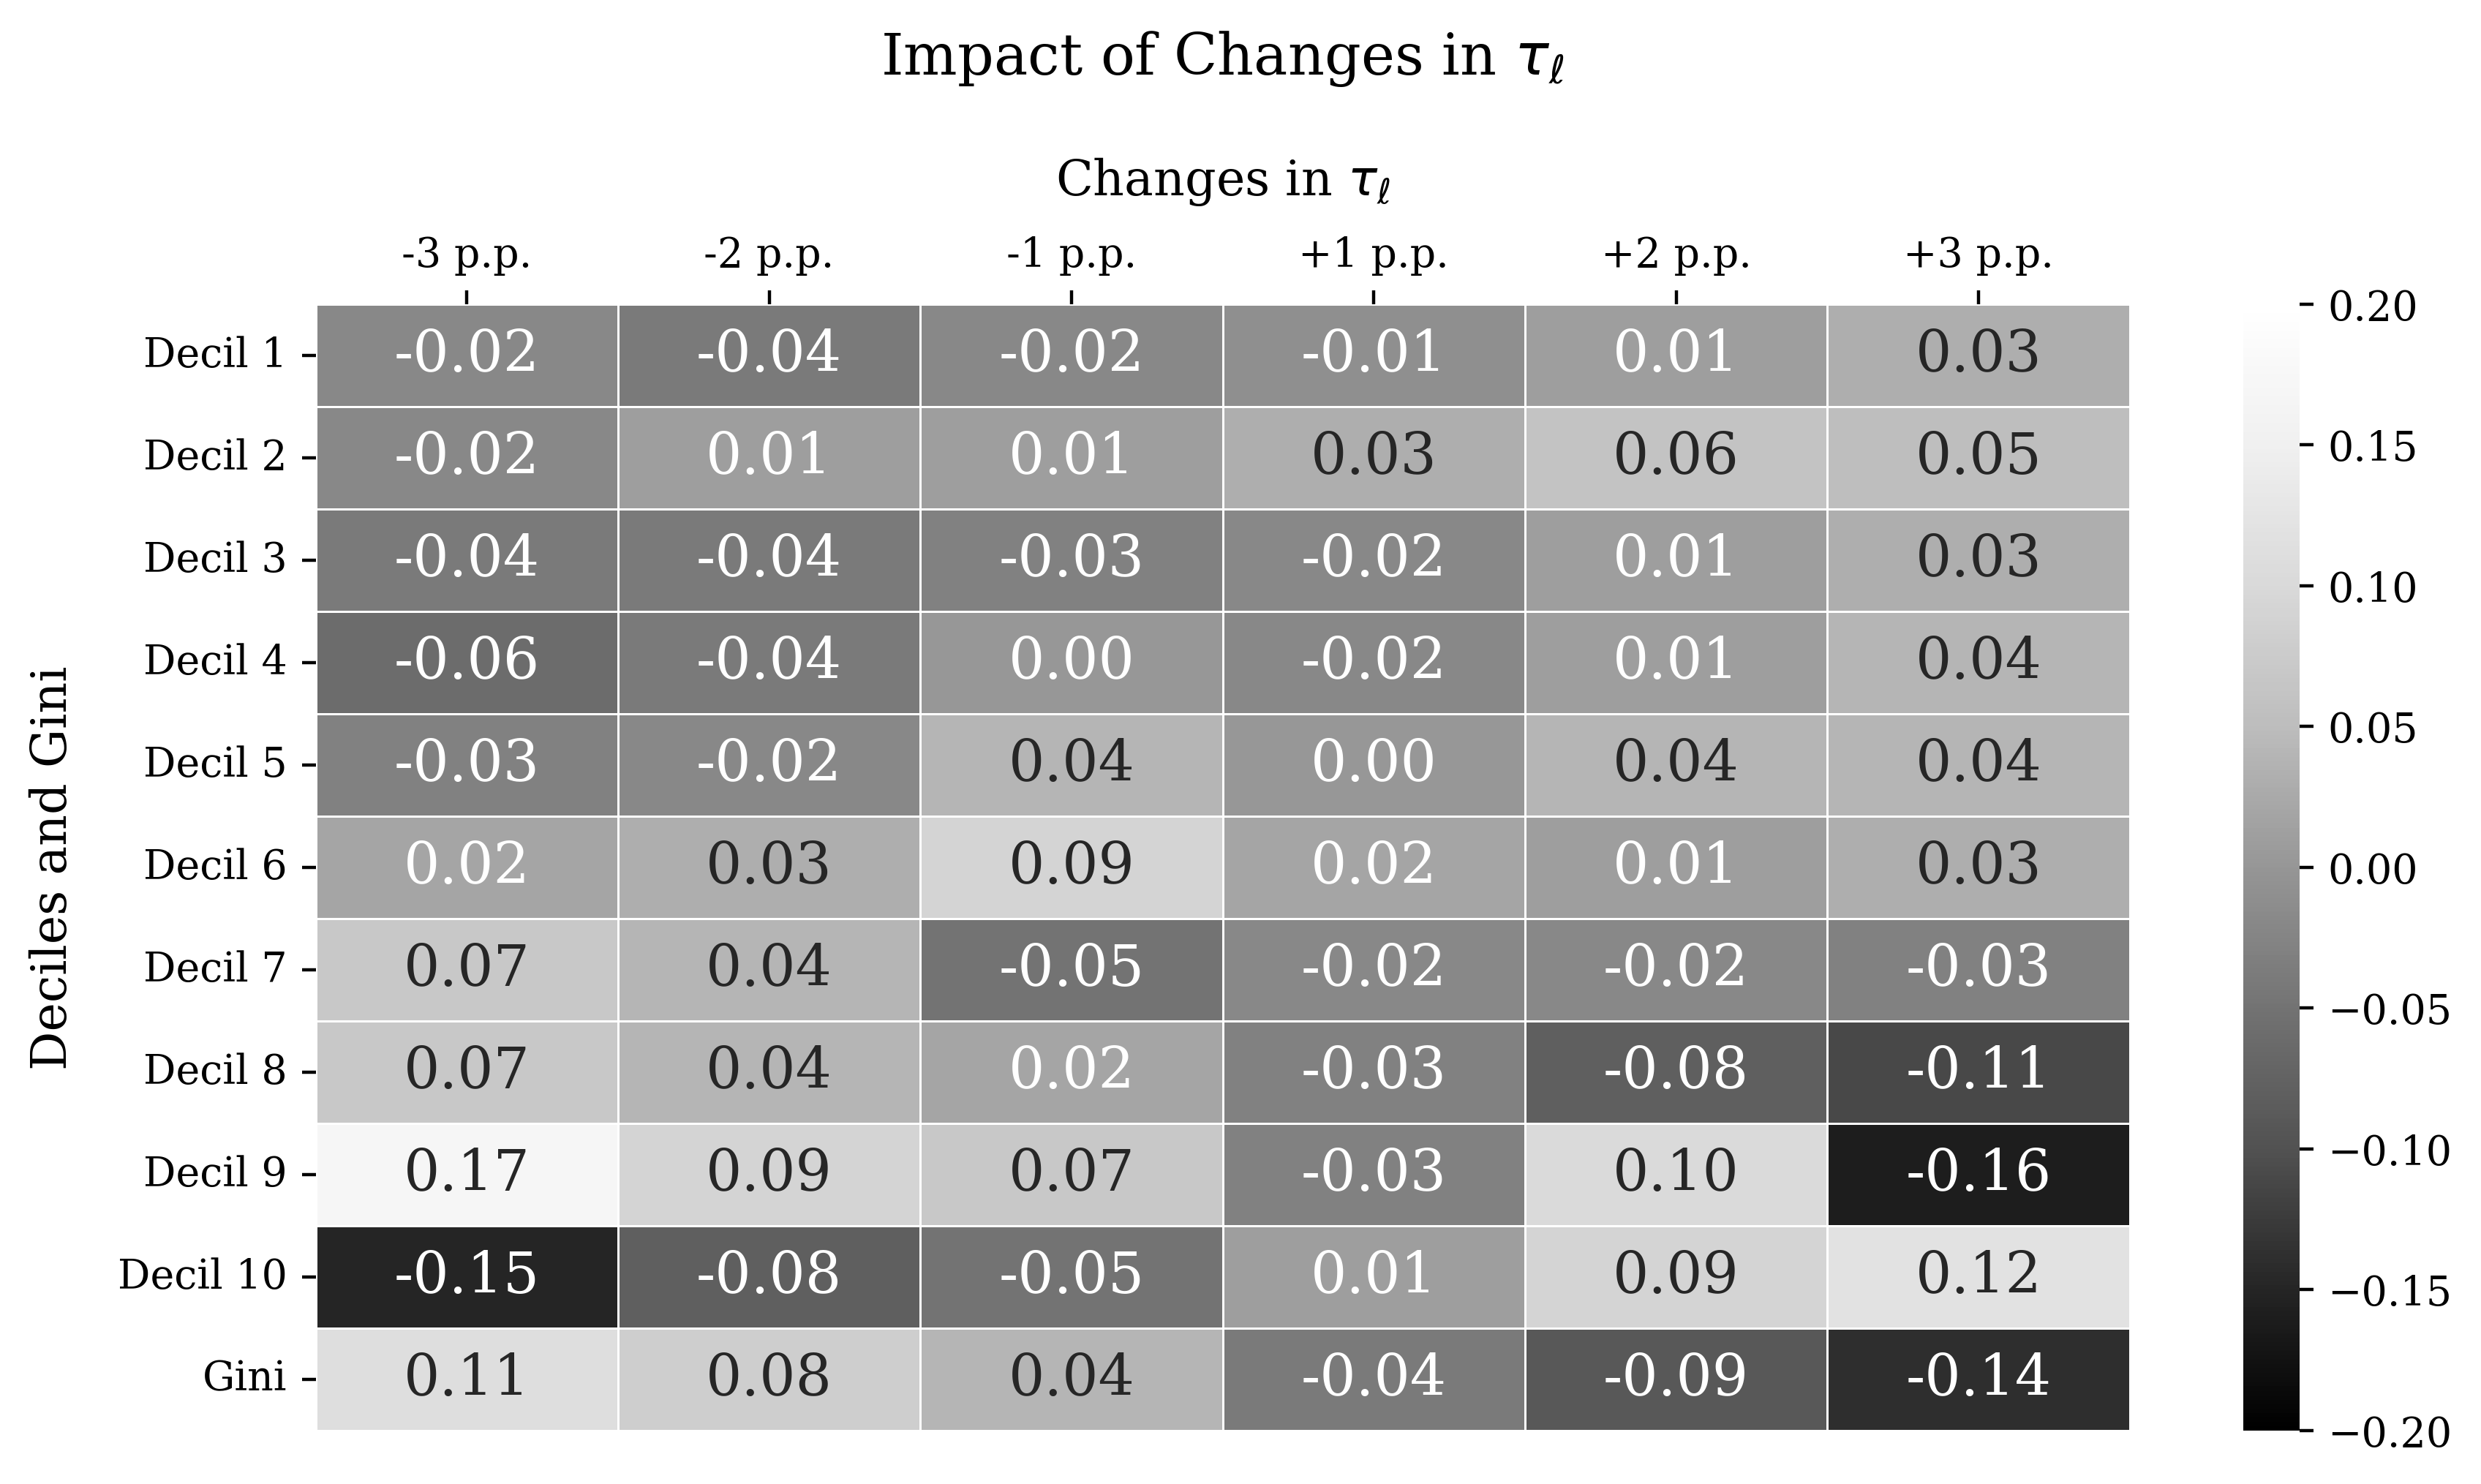 Impact of Changes in τℓ
Changes in τℓ
-3 p.p. -2 p.p. -1 p.p. +1 p.p. +2 p.p. +3 p.p.
Deciles and Gini
Decil 1 -0.02 -0.04 -0.02 -0.01 0.01 0.03
Decil 2 -0.02 0.01 0.01 0.03 0.06 0.05
Decil 3 -0.04 -0.04 -0.03 -0.02 0.01 0.03
Decil 4 -0.06 -0.04 0.00 -0.02 0.01 0.04
Decil 5 -0.03 -0.02 0.04 0.00 0.04 0.04
Decil 6 0.02 0.03 0.09 0.02 0.01 0.03
Decil 7 0.07 0.04 -0.05 -0.02 -0.02 -0.03
Decil 8 0.07 0.04 0.02 -0.03 -0.08 -0.11
Decil 9 0.17 0.09 0.07 -0.03 0.10 -0.16
Decil 10 -0.15 -0.08 -0.05 0.01 0.09 0.12
Gini 0.11 0.08 0.04 -0.04 -0.09 -0.14
0.20
0.15
0.10
0.05
0.00
−0.05
−0.10
−0.15
−0.20